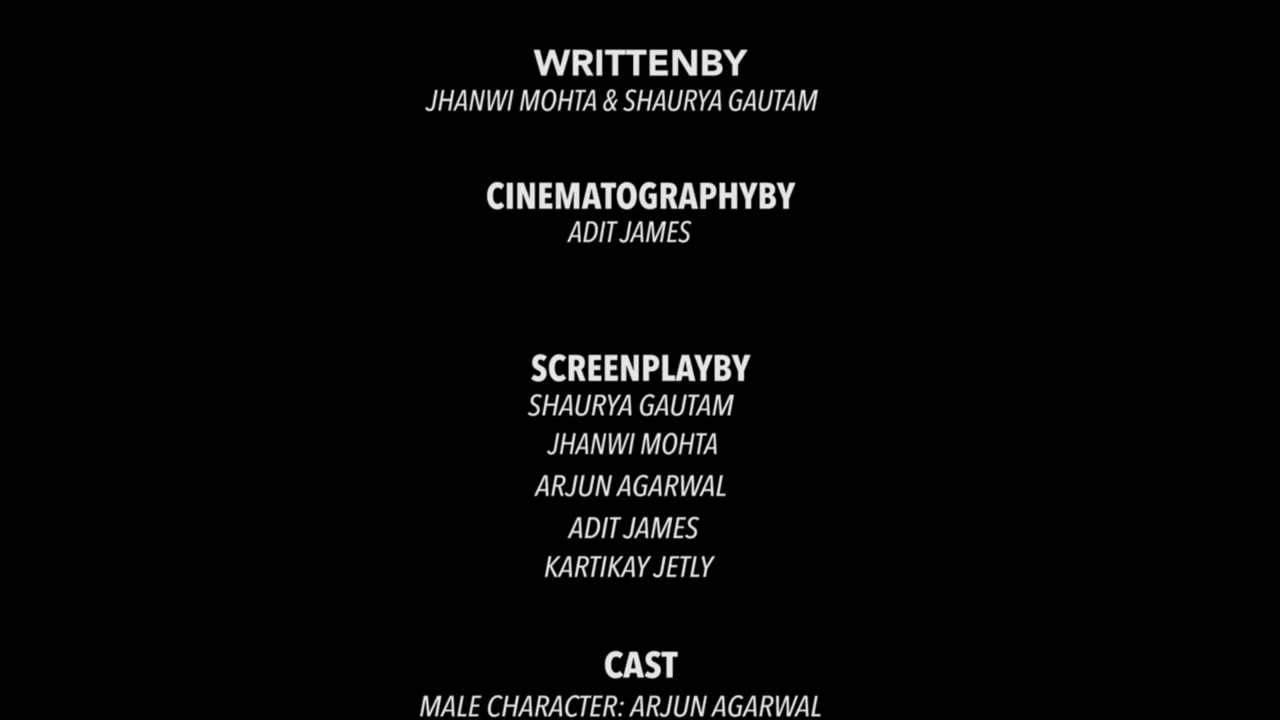 WRITTENBY
JHANWI MOHTA & SHAURYA GAUTAM
CINEMATOGRAPHYBY
ADIT JAMES
SCREENPLAYBY
SHAURYA GAUTAM
JHANWI MOHTA
ARJUN AGARWAL
ADIT JAMES
KARTIKAY JETLY
CAST
MALE CHARACTER: ARJUN AGARWAL